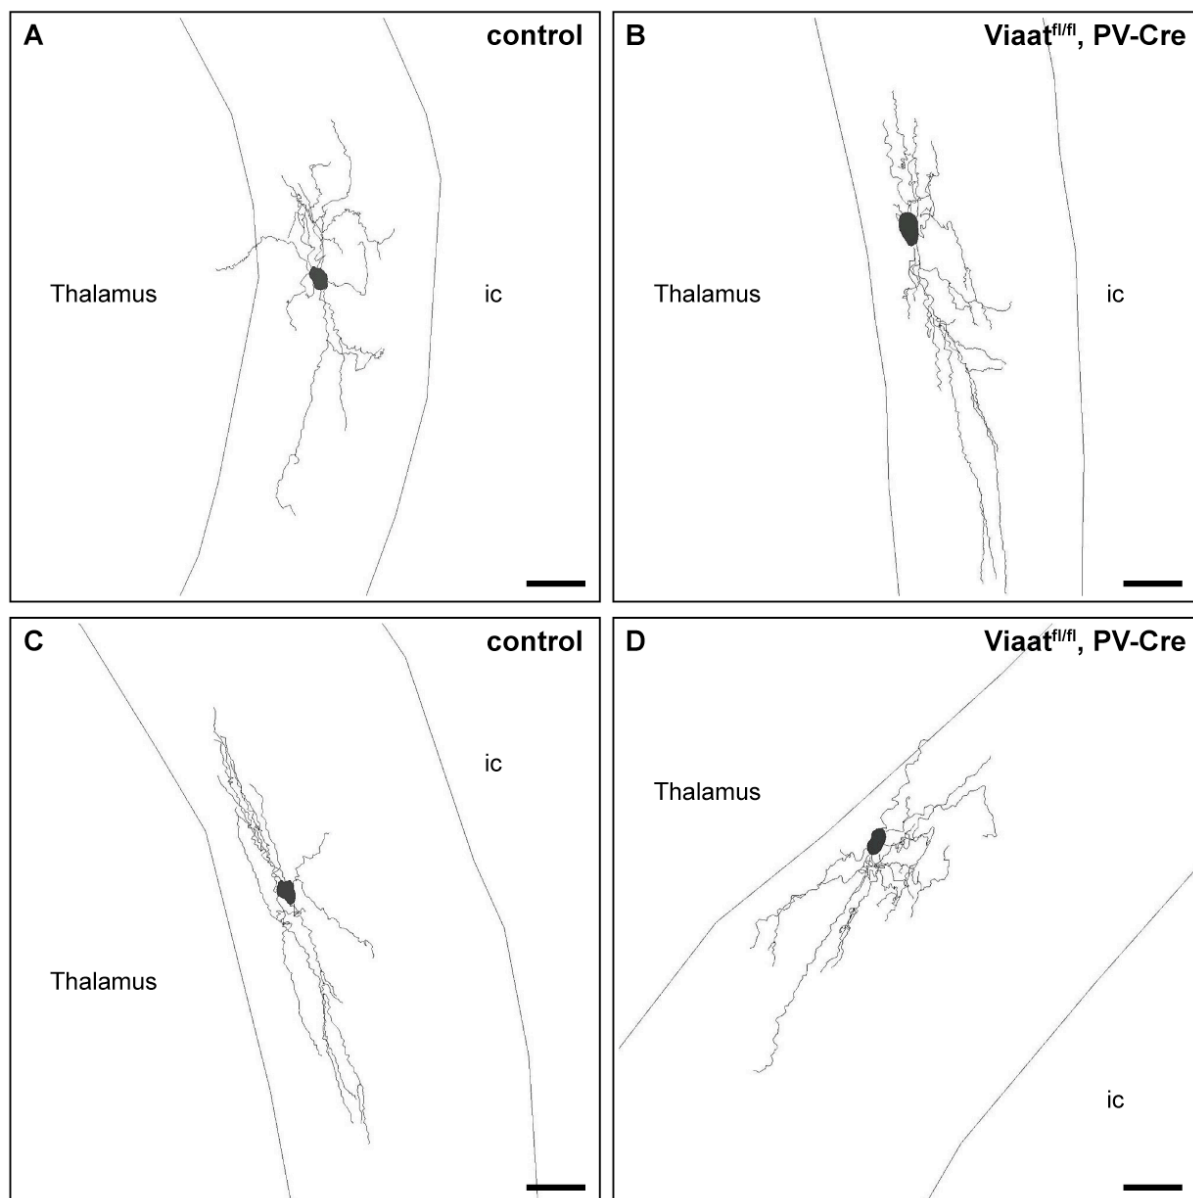 A control
Thalamus ic
B Viaatfl/fl, PV-Cre
Thalamus ic
C control
ic
Thalamus
D Viaatfl/fl, PV-Cre
Thalamus
ic